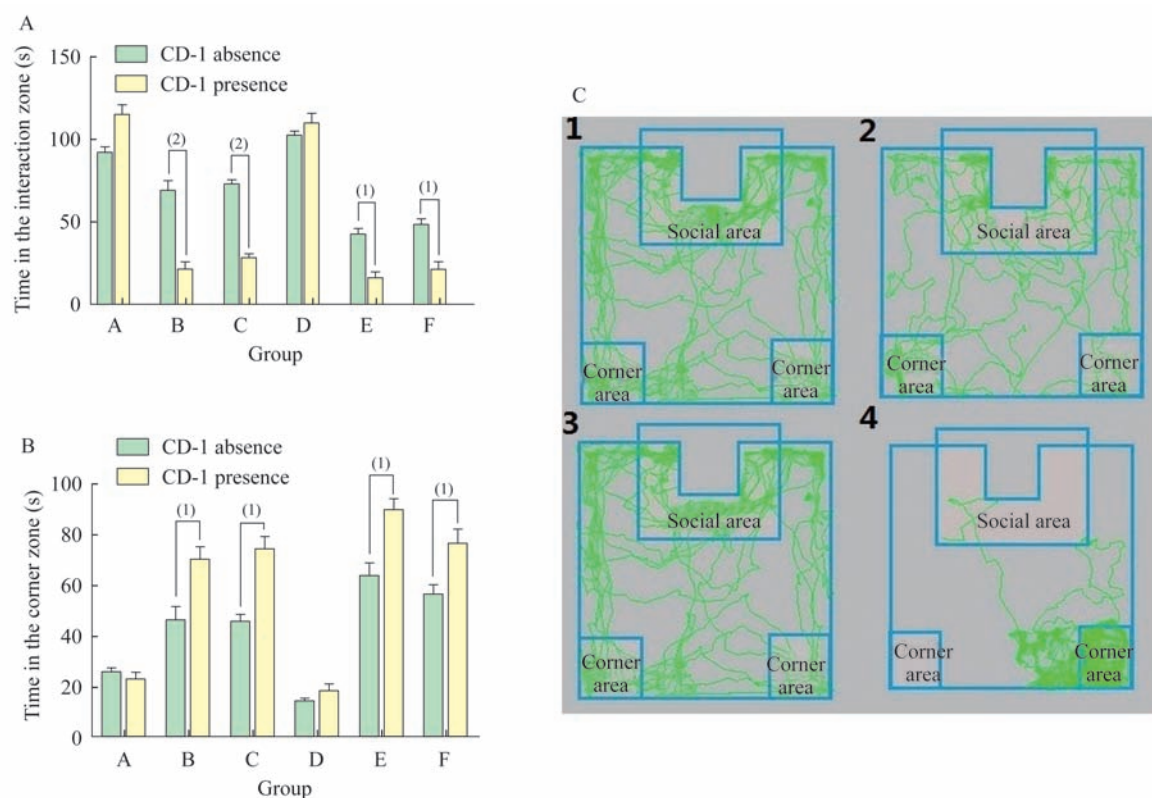 A
CD-1 absence
CD-1 presence
Time in the interaction zone (s)
150
100
50
0
(2)
(2)
(1)
(1)
A B C D E F
Group
B
CD-1 absence
CD-1 presence
Time in the corner zone (s)
100
80
60
40
20
0
(1)
(1)
(1)
(1)
A B C D E F
Group
C
1
Social area
Corner
area
Corner
area
2
Social area
Corner
area
Corner
area
3
Social area
Corner
area
Corner
area
4
Social area
Corner
area
Corner
area